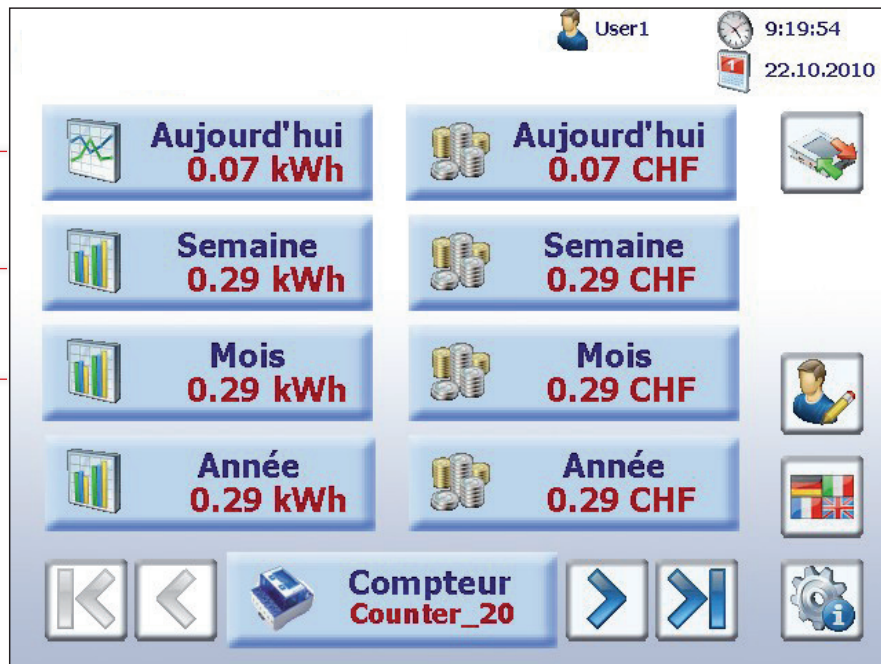 User1
9:19:54
1
22.10.2010
Aujourd'hui
0.07 kWh
Aujourd'hui
0.07 CHF
Semaine
0.29 kWh
Semaine
0.29 CHF
Mois
0.29 kWh
Mois
0.29 CHF
Année
0.29 kWh
Année
0.29 CHF
Compteur
Counter_20
i